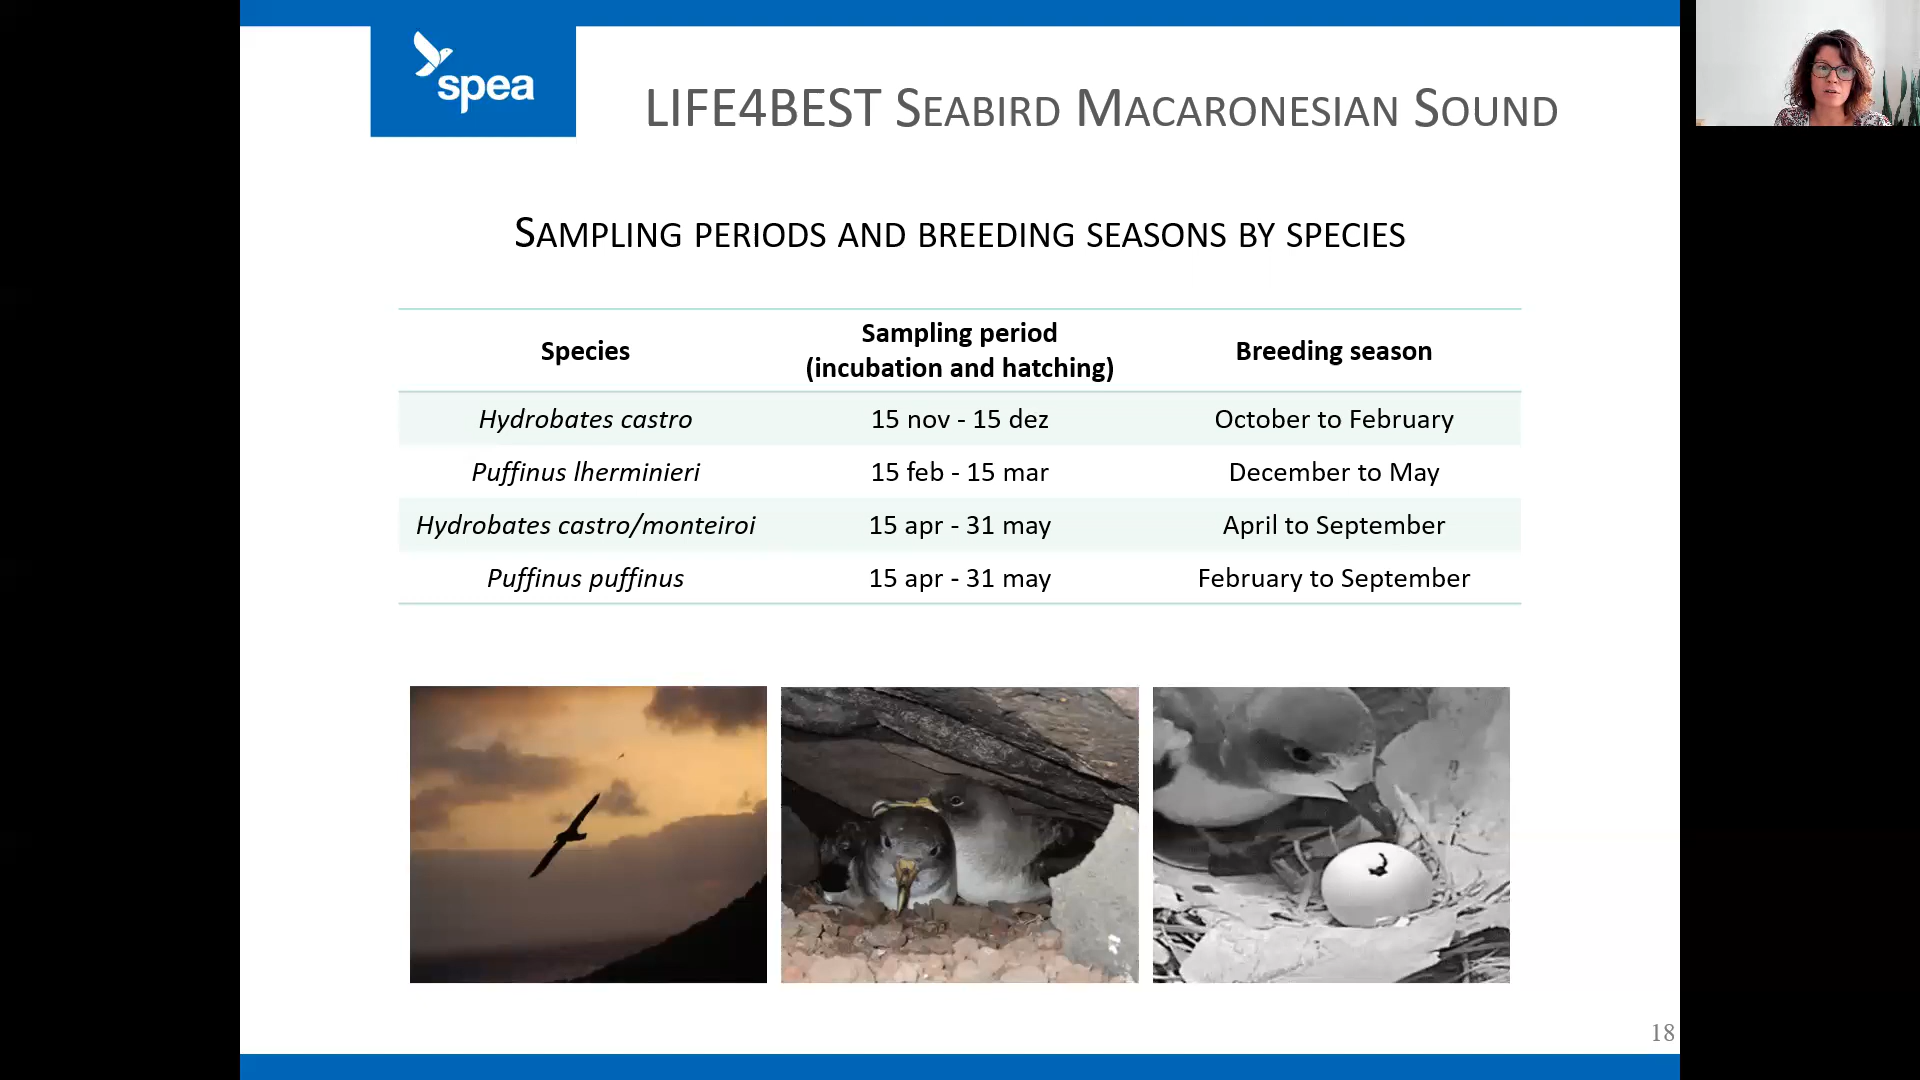 spea
LIFE4BEST SEABIRD MACARONESIAN SOUND
SAMPLING PERIODS AND BREEDING SEASONS BY SPECIES
Species
Sampling period
(incubation and hatching)
Breeding season
Hydrobates castro 15 nov - 15 dez October to February
Puffinus lherminieri 15 feb - 15 mar December to May
Hydrobates castro/monteiroi 15 apr - 31 may April to September
Puffinus puffinus 15 apr - 31 may February to September
18